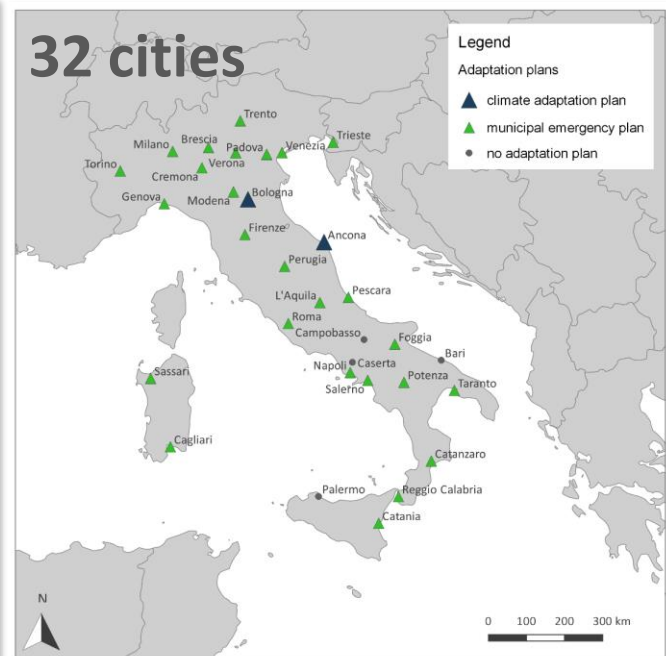 32 cities
Legend
Adaptation plans
climate adaptation plan
municipal emergency plan
no adaptation plan
Trento
Trieste
Milano
Brescia
Padova
Venezia
Torino
Verona
Cremona
Genova
Modena
Bologna
Firenze
Ancona
Perugia
L'Aquila
Pescara
Roma
Campobasso
Foggia
Bari
Napoli
Caserta
Salerno
Potenza
Taranto
Sassari
Cagliari
Catanzaro
Palermo
Reggio Calabria
Catania
N
0 100 200 300 km